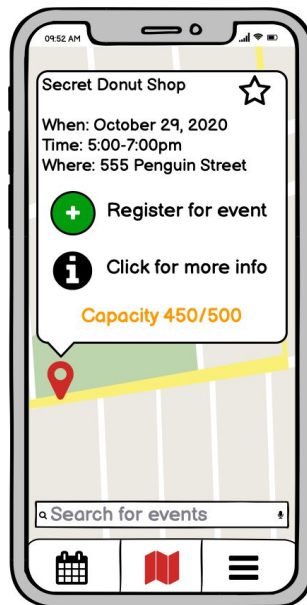 09:52 AM
Secret Donut Shop
When: October 29, 2020
Time: 5:00-7:00pm
Where: 555 Penguin Street
Register for event
Click for more info
Capacity 450/500
Search for events